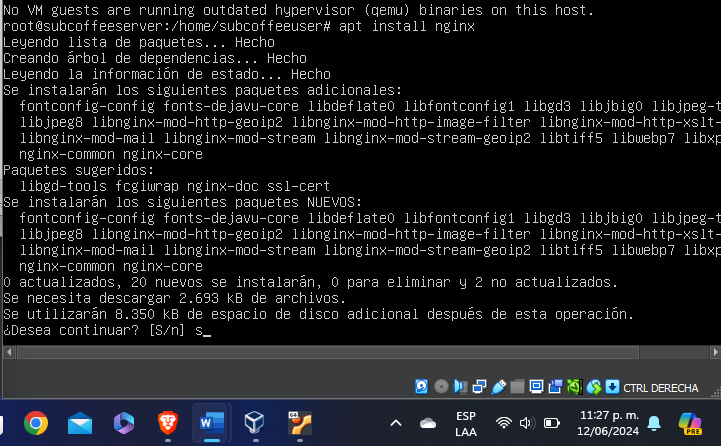 No VM guests are running outdated hypervisor (qemu) binaries on this host.
root@subcoffeeserver:/home/subcoffeeuser# apt install nginx
Leyendo lista de paquetes... Hecho
Creando árbol de dependencias... Hecho
Leyendo la información de estado... Hecho
Se instalarán los siguientes paquetes adicionales:
fontconfig-config fonts-dejavu-core libdeflate0 libfontconfig1 libgd3 libjbig0 libjpeg-t
libjpeg8 libnginx-mod-http-geoip2 libnginx-mod-http-image-filter libnginx-mod-http-xslt-
libnginx-mod-mail libnginx-mod-stream libnginx-mod-stream-geoip2 libtiff5 libwebp7 libxp
nginx-common nginx-core
Paquetes sugeridos:
libgd-tools fcgiwrap nginx-doc ssl-cert
Se instalarán los siguientes paquetes NUEVOS:
fontconfig-config fonts-dejavu-core libdeflate0 libfontconfig1 libgd3 libjbig0 libjpeg-t
libjpeg8 libnginx-mod-http-geoip2 libnginx-mod-http-image-filter libnginx-mod-http-xslt-
libnginx-mod-mail libnginx-mod-stream libnginx-mod-stream-geoip2 libtiff5 libwebp7 libxp
nginx-common nginx-core
0 actualizados, 20 nuevos se instalarán, 0 para eliminar y 2 no actualizados.
Se necesita descargar 2.693 kB de archivos.
Se utilizarán 8.350 kB de espacio de disco adicional después de esta operación.
¿Desea continuar? [S/n] s_
CTRL DERECHA
ESP
LAA
11:27 p. m.
12/06/2024
PRE